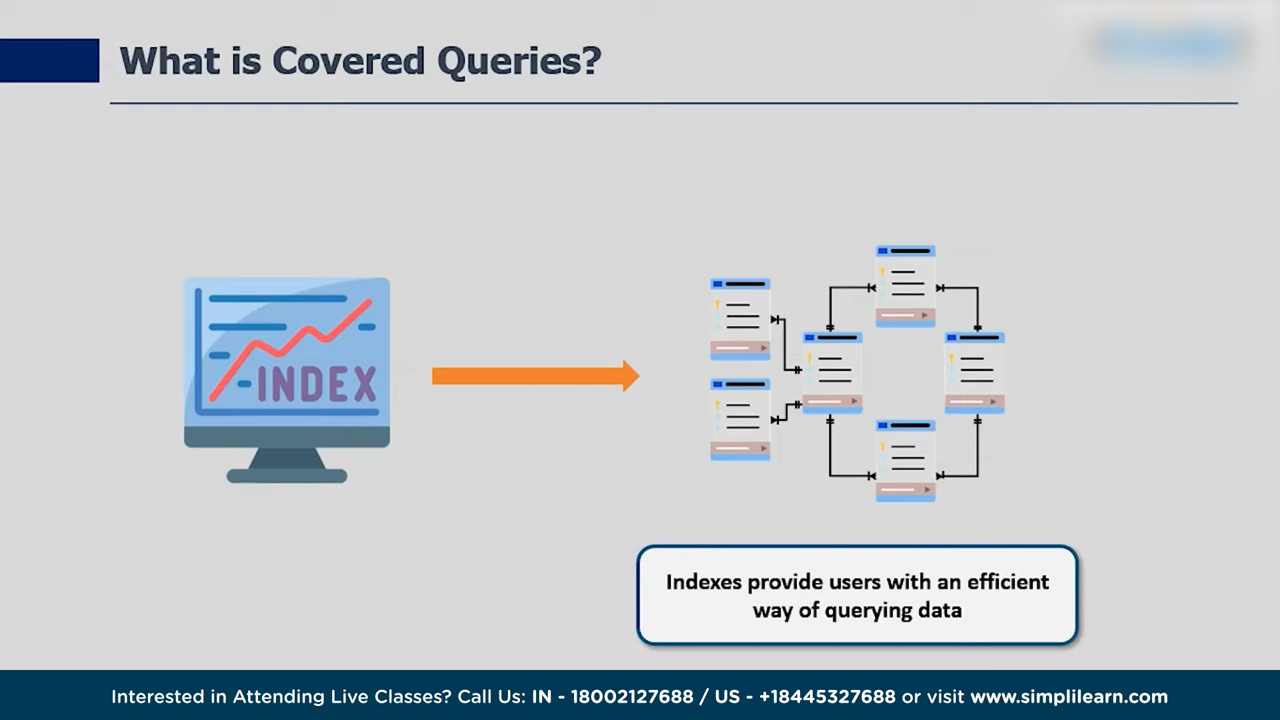 What is Covered Queries?
INDEX
Indexes provide users with an efficient
way of querying data
Interested in Attending Live Classes? Call Us: IN - 18002127688 / US - +18445327688 or visit www.simplilearn.com